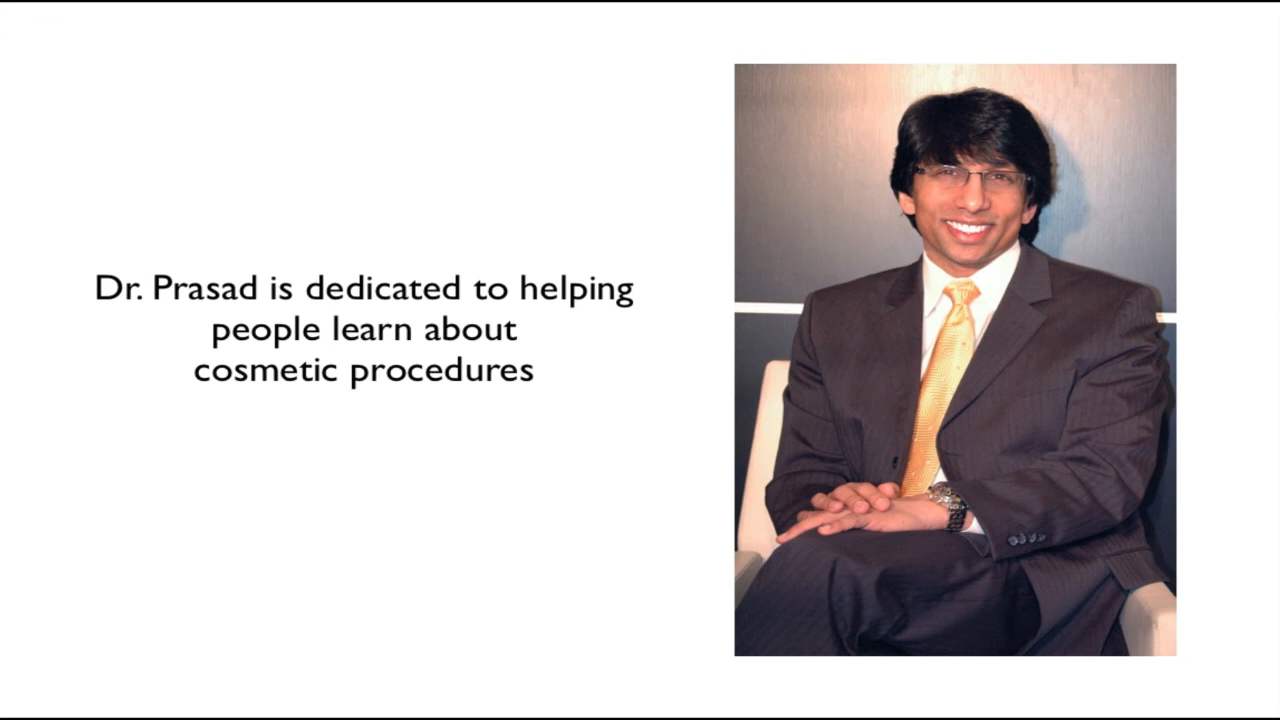 Dr. Prasad is dedicated to helping
people learn about
cosmetic procedures